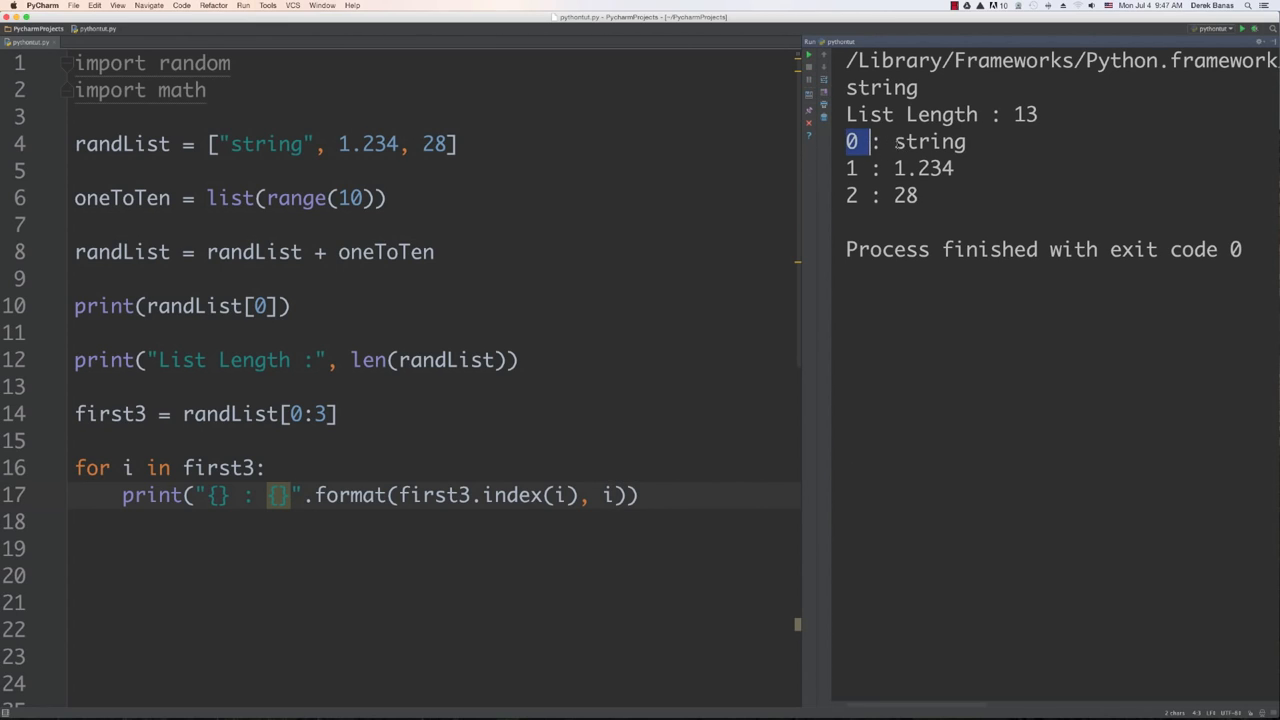 PyCharm File Edit View Navigate Code Refactor Run Tools VCS Window Help
10 Mon Jul 4 9:47 AM Derek Banas
pythontut.py - PycharmProjects - [~/PycharmProjects]
PycharmProjects pythontut.py
pythontut
pythontut.py
Run pythontut
1 import random
2 import math
3
4 randList = ["string", 1.234, 28]
5
6 oneToTen = list(range(10))
7
8 randList = randList + oneToTen
9
10 print(randList[0])
11
12 print("List Length :", len(randList))
13
14 first3 = randList[0:3]
15
16 for i in first3:
17 print("{} : {}".format(first3.index(i), i))
18
19
20
21
22
23
24
/Library/Frameworks/Python.framework
string
List Length : 13
0 : string
1 : 1.234
2 : 28
Process finished with exit code 0
2 chars 4:3 LF‡ UTF-8‡